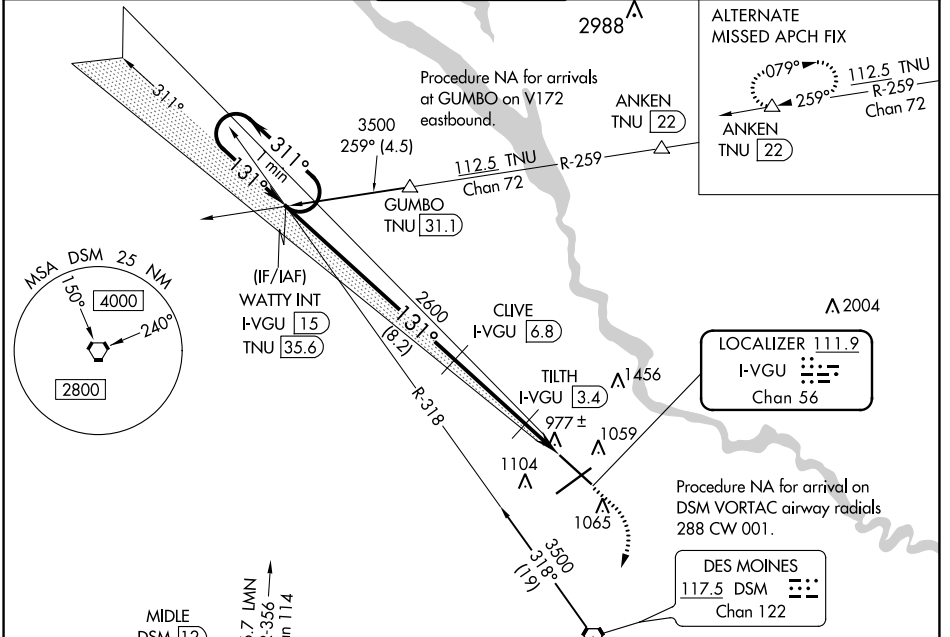 2988
ALTERNATE
MISSED APCH FIX
079°
259°
112.5 TNU
R-259
Chan 72
ANKEN
TNU 22
Procedure NA for arrivals
at GUMBO on V172
eastbound.
ANKEN
TNU 22
3500
259° (4.5)
112.5 TNU
Chan 72
R-259
GUMBO
TNU 31.1
311°
311°
1 min
131°
(IF/IAF)
WATTY INT
I-VGU 15
TNU 35.6
MSA DSM 25 NM
150°
4000
240°
2800
2600
131°
(8.2)
CLIVE
I-VGU 6.8
R-318
TILTH
I-VGU 3.4
1456
977 ±
1059
1104
1065
2004
LOCALIZER 111.9
I-VGU
Chan 56
Procedure NA for arrival on
DSM VORTAC airway radials
288 CW 001.
3500
318°
(19)
DES MOINES
117.5 DSM
Chan 122
MIDLE
DSM 12
LMN
-356
114